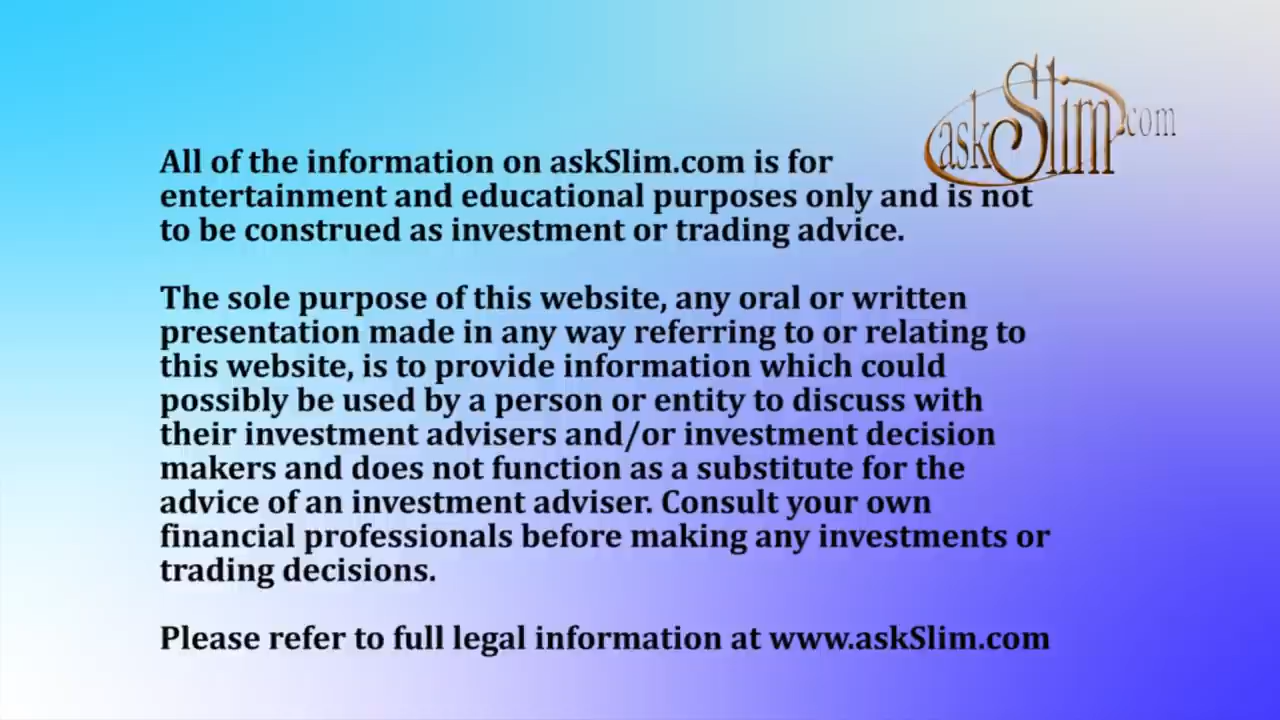 askSlim.com
All of the information on askSlim.com is for
entertainment and educational purposes only and is not
to be construed as investment or trading advice.
The sole purpose of this website, any oral or written
presentation made in any way referring to or relating to
this website, is to provide information which could
possibly be used by a person or entity to discuss with
their investment advisers and/or investment decision
makers and does not function as a substitute for the
advice of an investment adviser. Consult your own
financial professionals before making any investments or
trading decisions.
Please refer to full legal information at www.askSlim.com